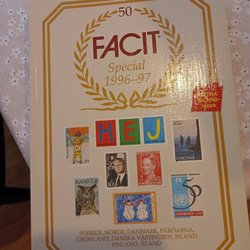 50
FACIT
Special
1996-97
HEJ
SVERIGE, NORGE, DANMARK, FÄRÖARNA,
GRÖNLAND, DANSKA VÄSTINDIEN, ISLAND,
FINLAND, ÅLAND